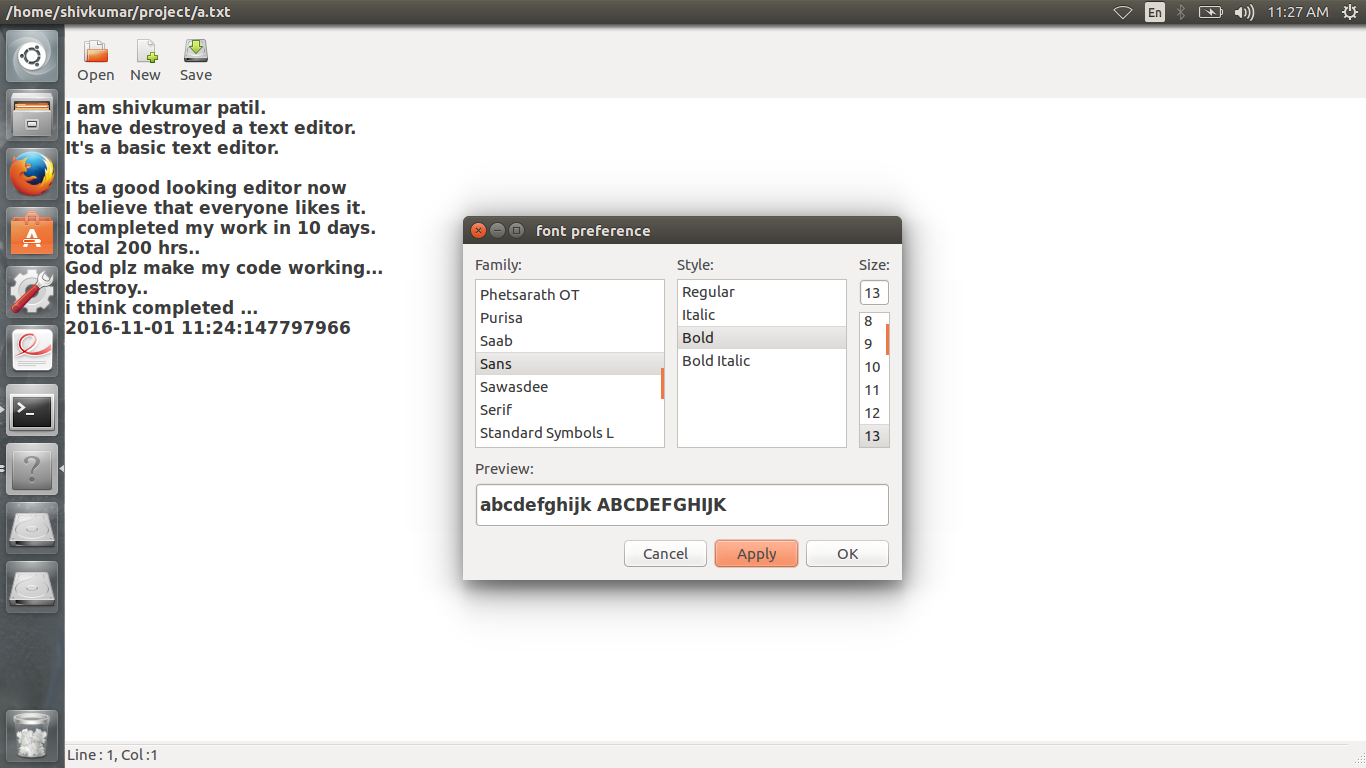 /home/shivkumar/project/a.txt
En
11:27 AM
Open New Save
I am shivkumar patil.
I have destroyed a text editor.
It's a basic text editor.
its a good looking editor now
I believe that everyone likes it.
I completed my work in 10 days.
total 200 hrs..
God plz make my code working...
destroy..
i think completed ...
2016-11-01 11:24:147797966
font preference
Family:
Phetsarath OT
Purisa
Saab
Sans
Sawasdee
Serif
Standard Symbols L
Style:
Regular
Italic
Bold
Bold Italic
Size:
13
8
9
10
11
12
13
Preview:
abcdefghijk ABCDEFGHIJK
Cancel Apply OK
Line : 1, Col :1